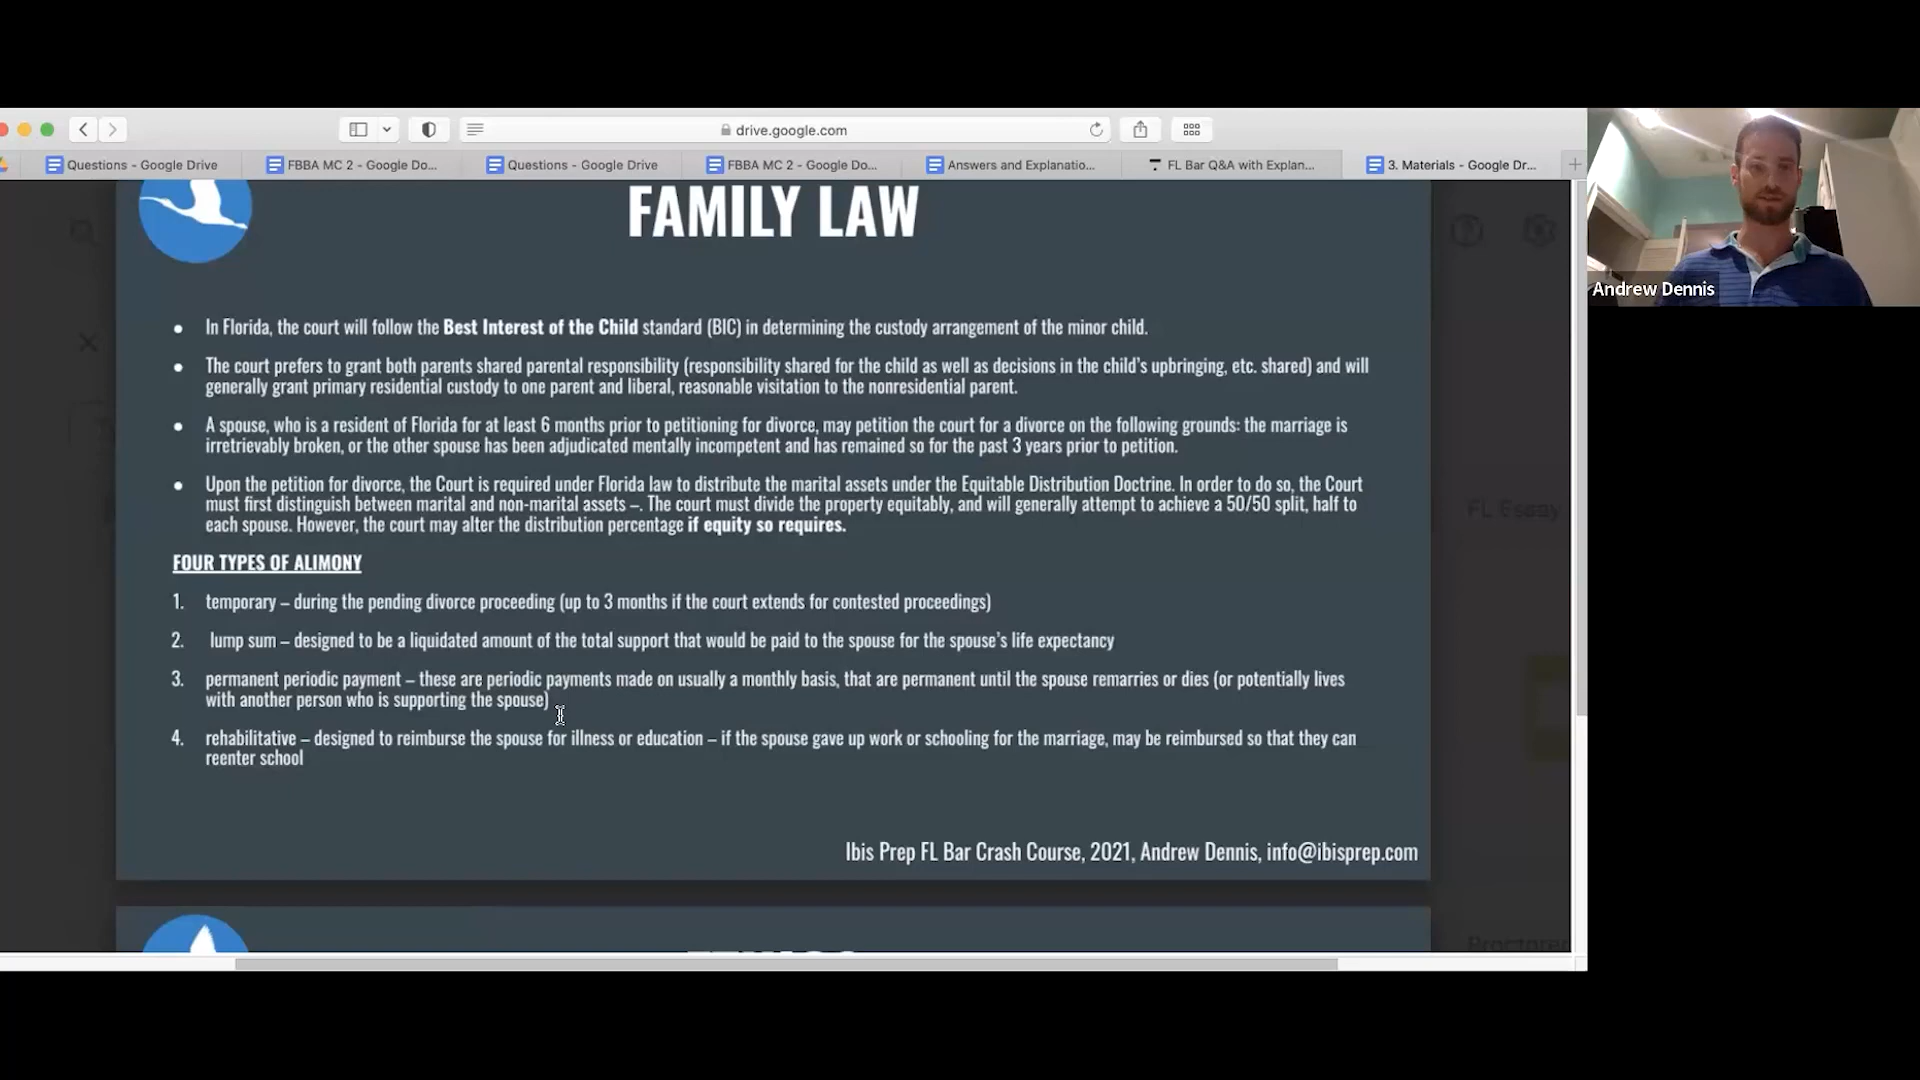 drive.google.com
Questions - Google Drive
FBBA MC 2 - Google Do...
Questions - Google Drive
FBBA MC 2 - Google Do...
Answers and Explanatio...
FL Bar Q&A with Explan...
3. Materials - Google Dr...
FAMILY LAW
Andrew Dennis
• In Florida, the court will follow the Best Interest of the Child standard (BIC) in determining the custody arrangement of the minor child.
• The court prefers to grant both parents shared parental responsibility (responsibility shared for the child as well as decisions in the child's upbringing, etc. shared) and will
generally grant primary residential custody to one parent and liberal, reasonable visitation to the nonresidential parent.
• A spouse, who is a resident of Florida for at least 6 months prior to petitioning for divorce, may petition the court for a divorce on the following grounds: the marriage is
irretrievably broken, or the other spouse has been adjudicated mentally incompetent and has remained so for the past 3 years prior to petition.
• Upon the petition for divorce, the Court is required under Florida law to distribute the marital assets under the Equitable Distribution Doctrine. In order to do so, the Court
must first distinguish between marital and non-marital assets –. The court must divide the property equitably, and will generally attempt to achieve a 50/50 split, half to
each spouse. However, the court may alter the distribution percentage if equity so requires.
FL Essay
FOUR TYPES OF ALIMONY
1. temporary – during the pending divorce proceeding (up to 3 months if the court extends for contested proceedings)
2. lump sum – designed to be a liquidated amount of the total support that would be paid to the spouse for the spouse's life expectancy
3. permanent periodic payment – these are periodic payments made on usually a monthly basis, that are permanent until the spouse remarries or dies (or potentially lives
with another person who is supporting the spouse)
4. rehabilitative – designed to reimburse the spouse for illness or education – if the spouse gave up work or schooling for the marriage, may be reimbursed so that they can
reenter school
Ibis Prep FL Bar Crash Course, 2021, Andrew Dennis, info@ibisprep.com